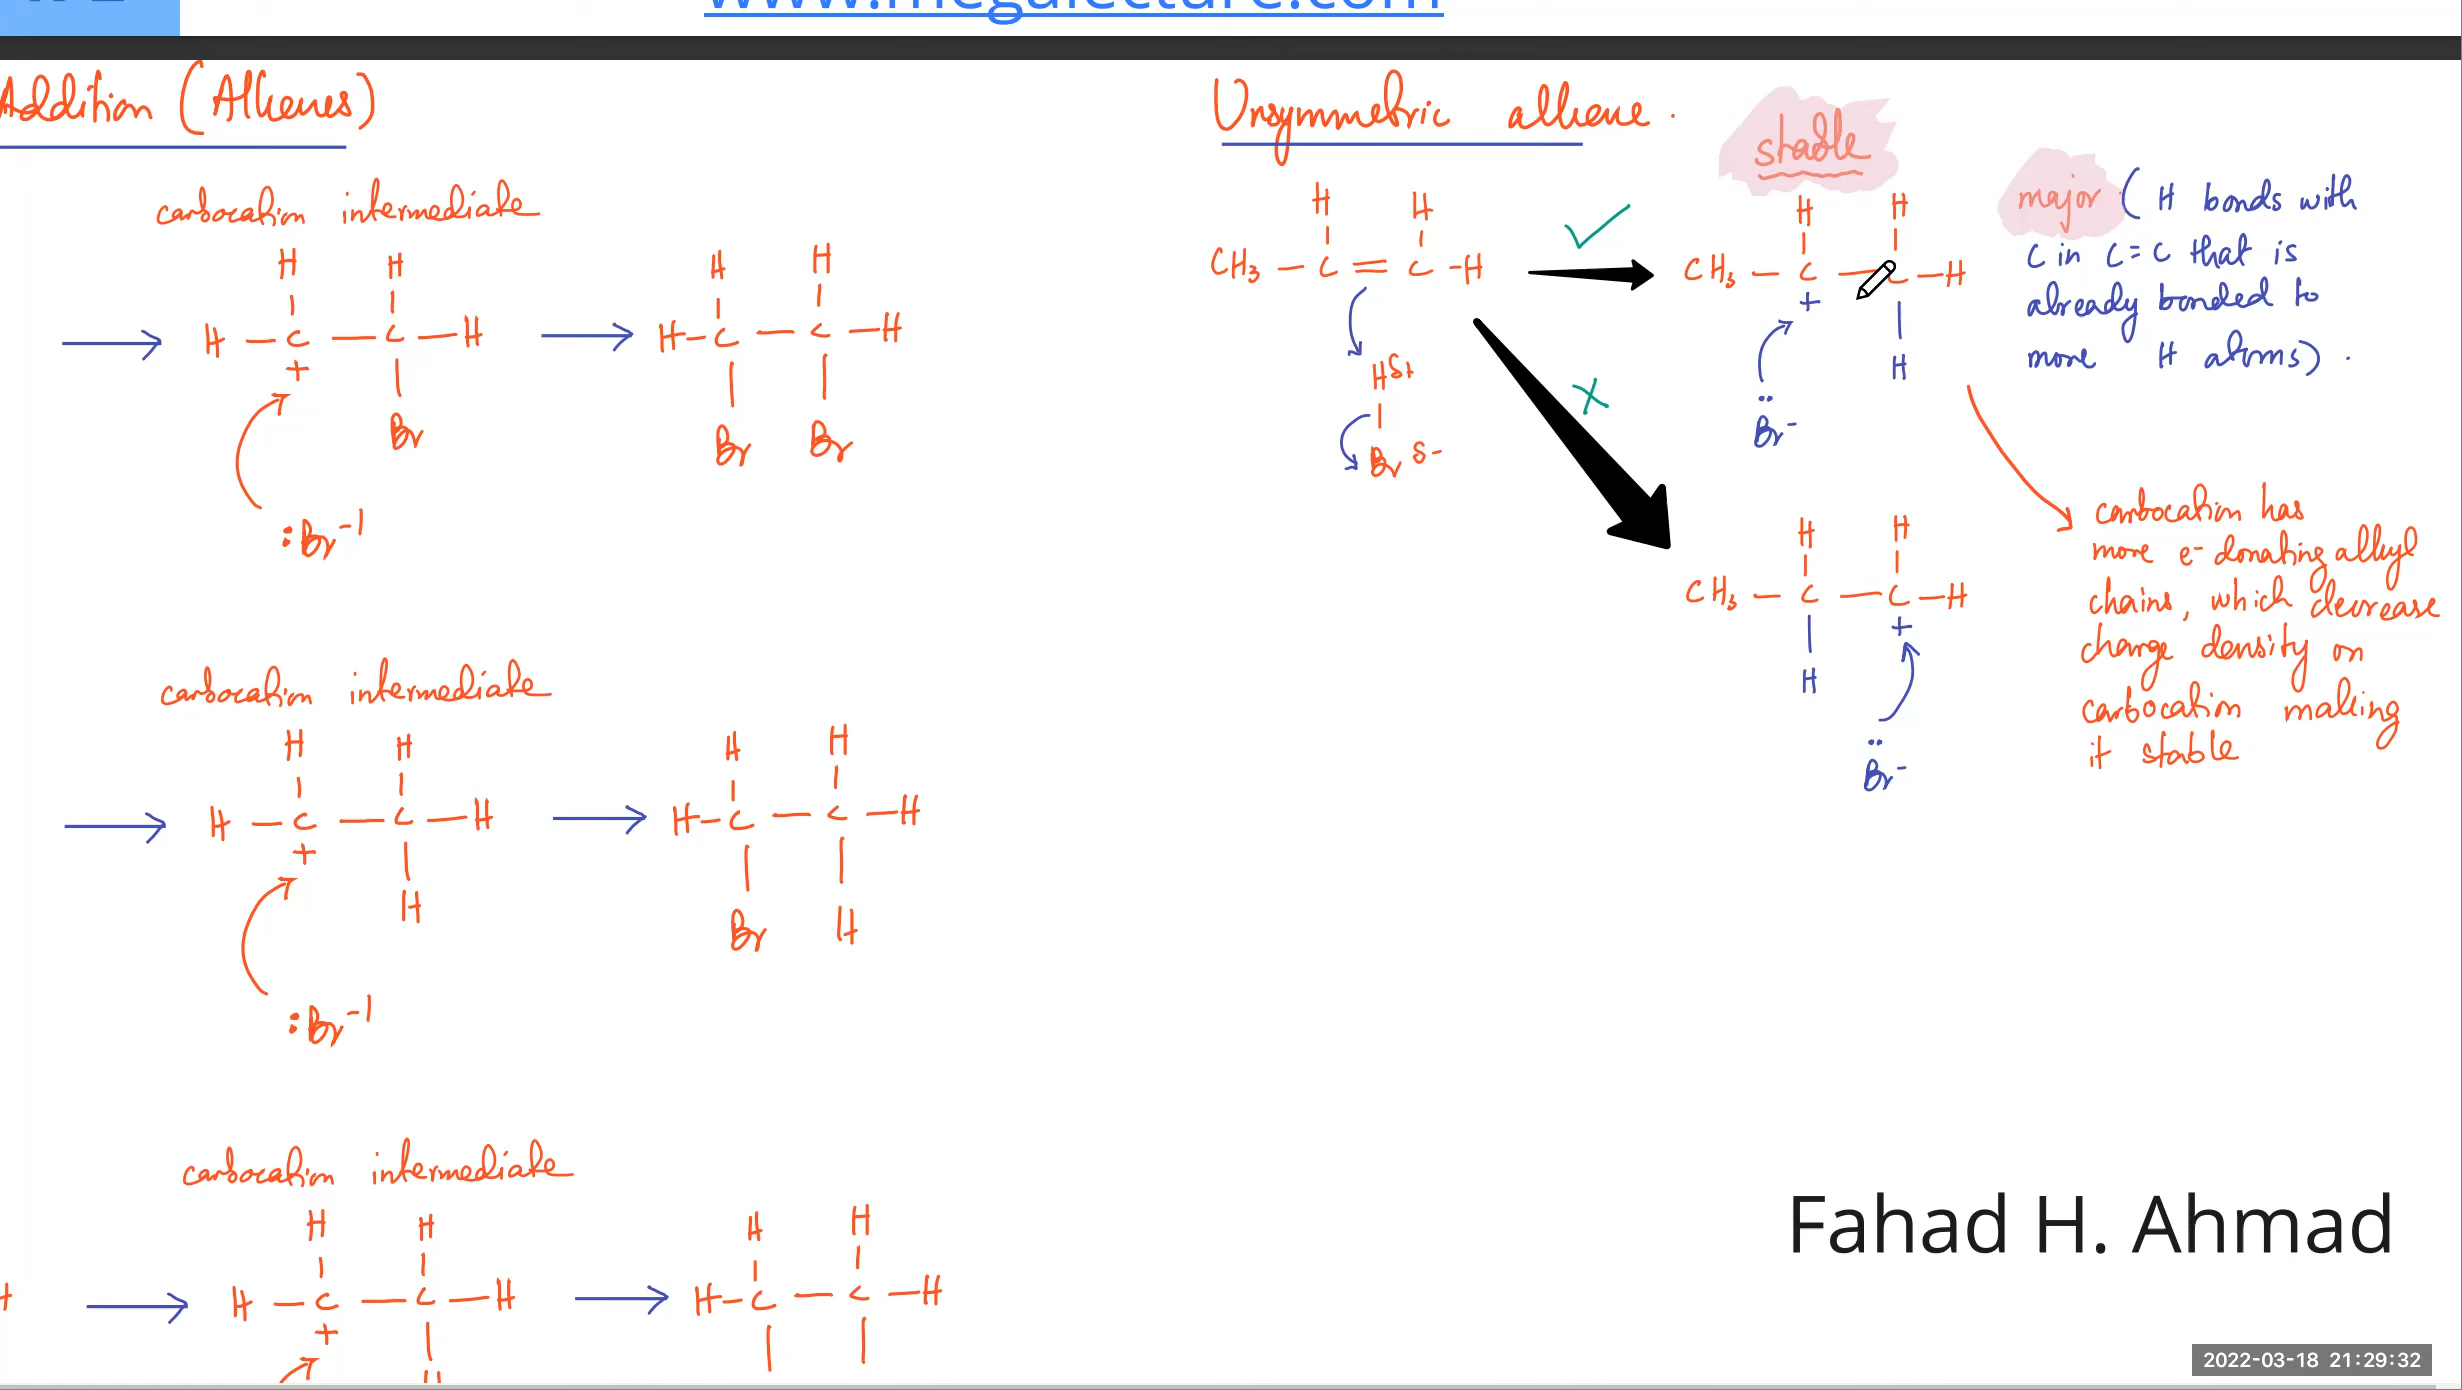 www.megalecture.com
Addition (Alkenes)
carbocation intermediate
H H
H - C - C - H
+
Br
:Br-1
H H
H - C - C - H
Br Br
carbocation intermediate
H H
H - C - C - H
+
H
:Br-1
H H
H - C - C - H
Br H
carbocation intermediate
H H
H - C - C - H
+
H H
H - C - C - H
Unsymmetric alkene.
H H
CH3 - C = C - H
Hδ+
Br δ-
stable
H H
CH3 - C - C - H
+
H
Br-
major (H bonds with
C in C=C that is
already bonded to
more H atoms).
H H
CH3 - C - C - H
+
H
Br-
carbocation has
more e- donating alkyl
chains, which decrease
charge density on
carbocation making
it stable
Fahad H. Ahmad
2022-03-18 21:29:32